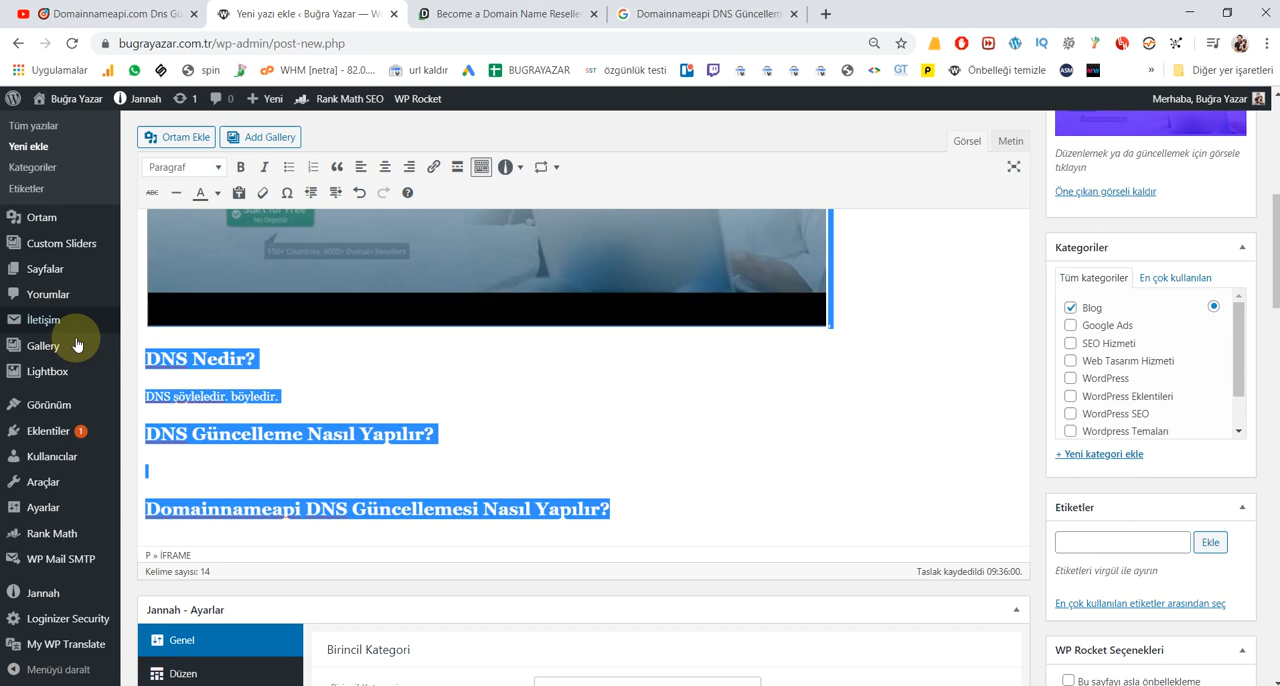 Domainnameapi.com Dns Gü
Yeni yazı ekle ‹ Buğra Yazar — W
Become a Domain Name Reselle
Domainnameapi DNS Güncellem
bugrayazar.com.tr/wp-admin/post-new.php
Uygulamalar
spin
WHM [netra] - 82.0....
url kaldır
BUGRAYAZAR
SST özgünlük testi
GT
Önbelleği temizle
ASM
»
Diğer yer işaretleri
Buğra Yazar
Jannah
1
0
Yeni
Rank Math SEO
WP Rocket
Merhaba, Buğra Yazar
Tüm yazılar
Yeni ekle
Kategoriler
Etiketler
Ortam
Custom Sliders
Sayfalar
Yorumlar
İletişim
Gallery
Lightbox
Görünüm
Eklentiler 1
Kullanıcılar
Araçlar
Ayarlar
Rank Math
WP Mail SMTP
Jannah
Loginizer Security
My WP Translate
Menüyü daralt
Ortam Ekle
Add Gallery
Görsel
Metin
Paragraf
B
I
ABC
A
Start for Free
No Deposit
150+ Countries, 4000+ Domain Resellers
DNS Nedir?
DNS şöyleledir. böyledir.
DNS Güncelleme Nasıl Yapılır?
Domainnameapi DNS Güncellemesi Nasıl Yapılır?
P » İFRAME
Kelime sayısı: 14
Taslak kaydedildi 09:36:00.
Jannah - Ayarlar
Genel
Düzen
Birincil Kategori
Düzenlemek ya da güncellemek için görsele
tıklayın
Öne çıkan görseli kaldır
Kategoriler
Tüm kategoriler
En çok kullanılan
Blog
Google Ads
SEO Hizmeti
Web Tasarım Hizmeti
WordPress
WordPress Eklentileri
WordPress SEO
Wordpress Temaları
+ Yeni kategori ekle
Etiketler
Ekle
Etiketleri virgül ile ayırın
En çok kullanılan etiketler arasından seç
WP Rocket Seçenekleri
Bu sayfayı asla önbellekleme